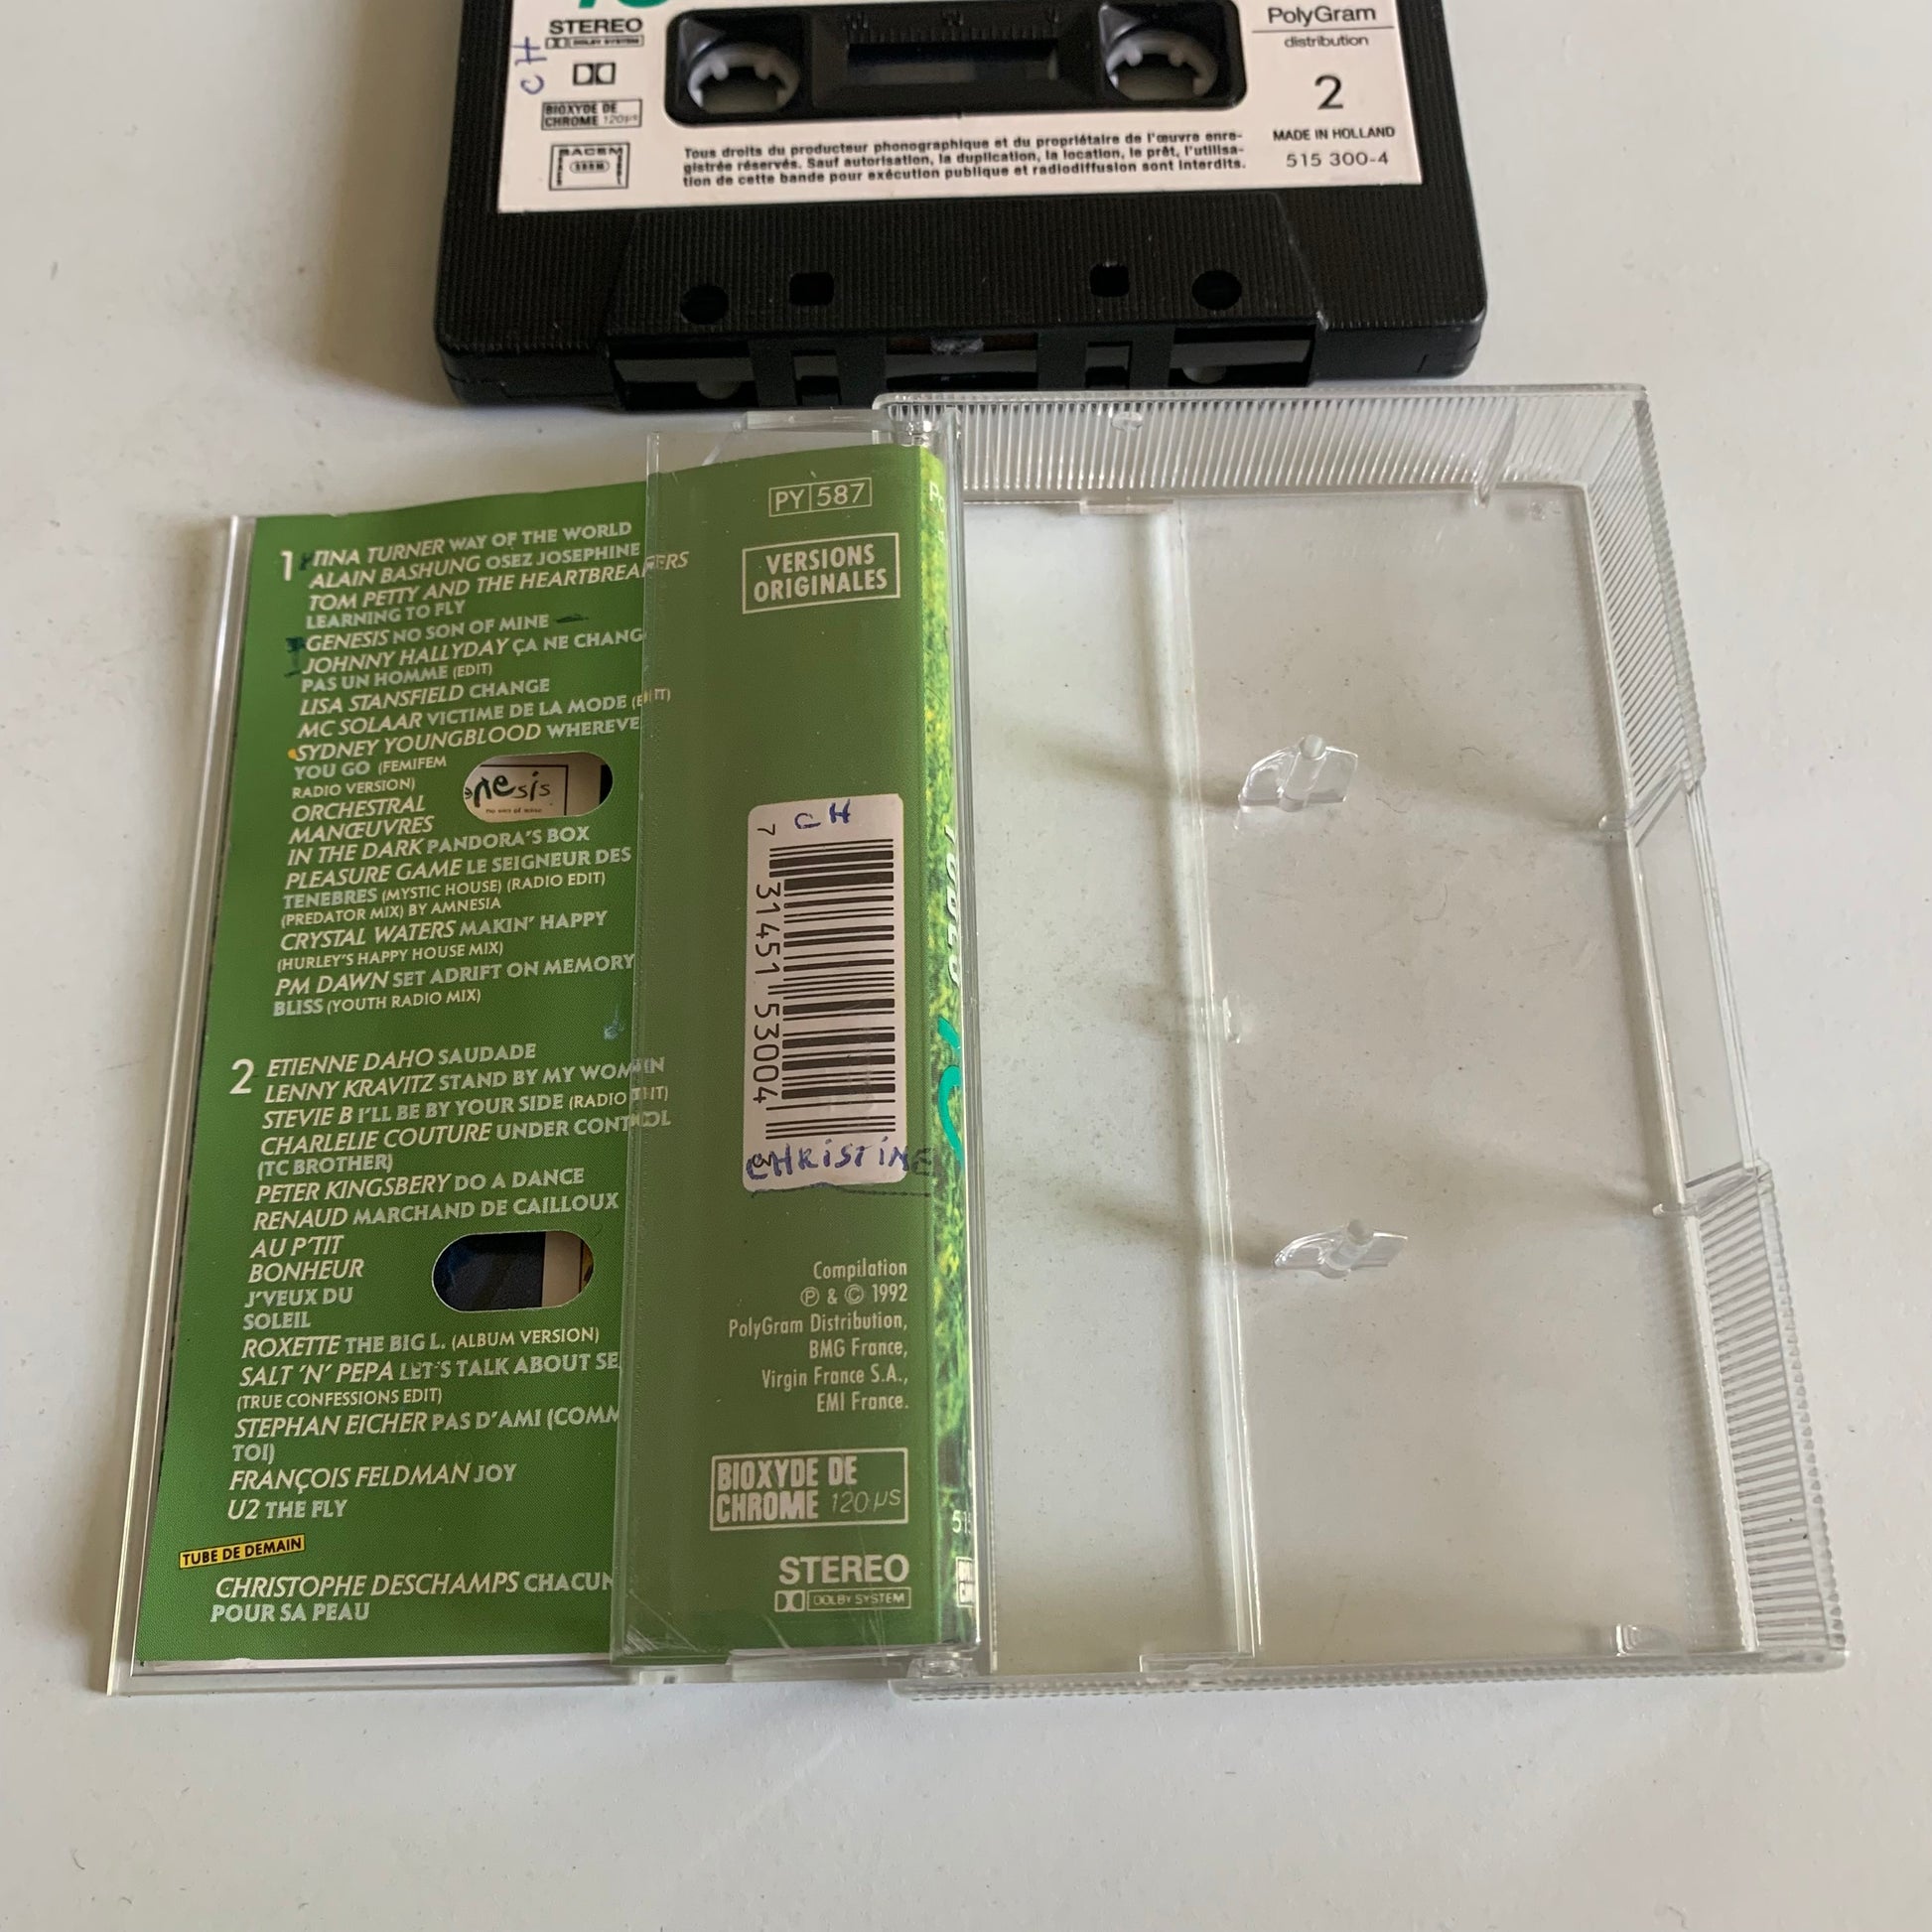 STEREO
DOLBY SYSTEM
CH
BIOXYDE DE
CHROME 120µs
SACEM
Tous droits du producteur phonographique et du propriétaire de l'œuvre enre-
gistrée réservés. Sauf autorisation, la duplication, la location, le prêt, l'utilisa-
tion de cette bande pour exécution publique et radiodiffusion sont interdits.
PolyGram
distribution
2
MADE IN HOLLAND
515 300-4
1 TINA TURNER WAY OF THE WORLD
ALAIN BASHUNG OSEZ JOSEPHINE
TOM PETTY AND THE HEARTBREAKERS
LEARNING TO FLY
GENESIS NO SON OF MINE
JOHNNY HALLYDAY ÇA NE CHANG
PAS UN HOMME (EDIT)
LISA STANSFIELD CHANGE
MC SOLAAR VICTIME DE LA MODE (EDIT)
SYDNEY YOUNGBLOOD WHEREVE
YOU GO (FEMIFEM
RADIO VERSION)
nesis
ORCHESTRAL
MANŒUVRES
IN THE DARK PANDORA'S BOX
PLEASURE GAME LE SEIGNEUR DES
TENEBRES (MYSTIC HOUSE) (RADIO EDIT)
(PREDATOR MIX) BY AMNESIA
CRYSTAL WATERS MAKIN' HAPPY
(HURLEY'S HAPPY HOUSE MIX)
PM DAWN SET ADRIFT ON MEMORY
BLISS (YOUTH RADIO MIX)
2 ETIENNE DAHO SAUDADE
LENNY KRAVITZ STAND BY MY WOMAN
STEVIE B I'LL BE BY YOUR SIDE (RADIO EDIT)
CHARLELIE COUTURE UNDER CONTROL
(TC BROTHER)
PETER KINGSBERY DO A DANCE
RENAUD MARCHAND DE CAILLOUX
AU P'TIT
BONHEUR
J'VEUX DU
SOLEIL
ROXETTE THE BIG L. (ALBUM VERSION)
SALT 'N' PEPA LET'S TALK ABOUT SE
(TRUE CONFESSIONS EDIT)
STEPHAN EICHER PAS D'AMI (COMM
TOI)
FRANÇOIS FELDMAN JOY
U2 THE FLY
TUBE DE DEMAIN
CHRISTOPHE DESCHAMPS CHACUN
POUR SA PEAU
PY 587
VERSIONS
ORIGINALES
CH
7 31451 53004
CHRISTINE
Compilation
℗ & © 1992
PolyGram Distribution,
BMG France,
Virgin France S.A.,
EMI France.
BIOXYDE DE
CHROME 120µs
STEREO
DOLBY SYSTEM